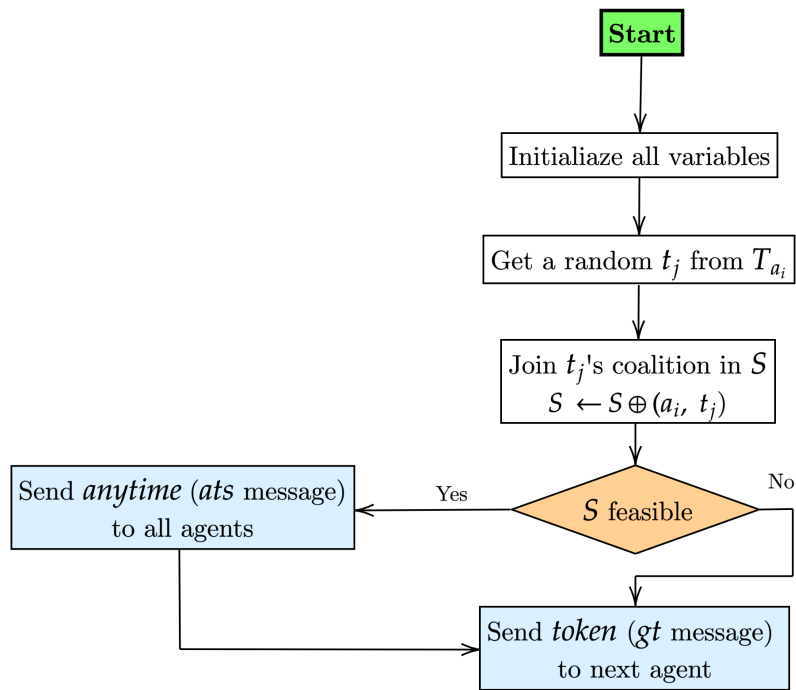 Start
Initialiaze all variables
Get a random t_j from T_{a_i}
Join t_j's coalition in S
S ← S ⊕ (a_i, t_j)
S feasible
Yes
No
Send anytime (ats message)
to all agents
Send token (gt message)
to next agent